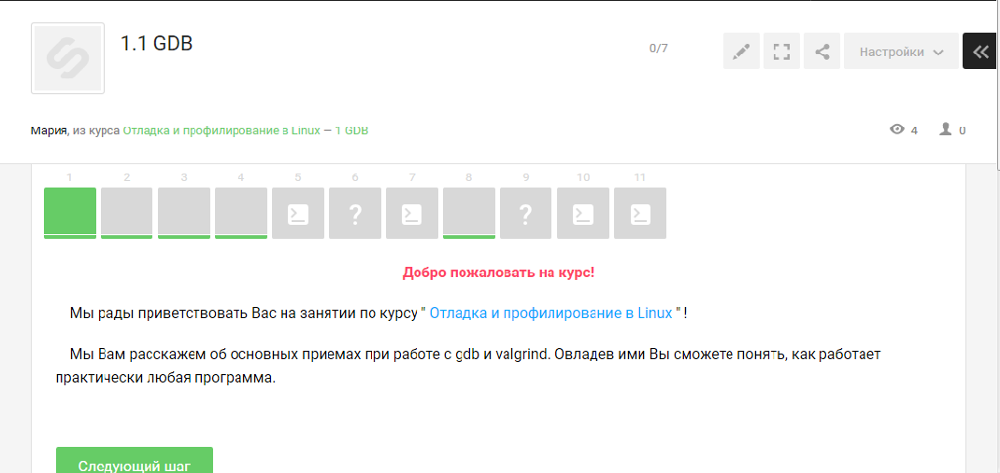 1.1 GDB
0/7
Настройки
Мария, из курса Отладка и профилирование в Linux – 1 GDB
4
0
1 2 3 4 5 6 7 8 9 10 11
? ?
Добро пожаловать на курс!
Мы рады приветствовать Вас на занятии по курсу " Отладка и профилирование в Linux " !
Мы Вам расскажем об основных приемах при работе с gdb и valgrind. Овладев ими Вы сможете понять, как работает
практически любая программа.
Следующий шаг